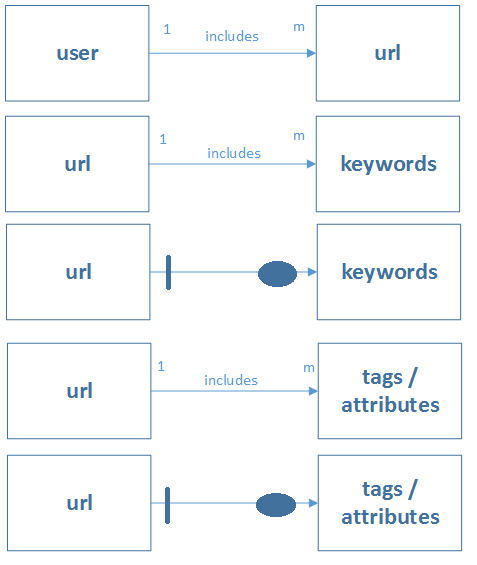 user 1 includes m url
url 1 includes m keywords
url keywords
url 1 includes m tags /
attributes
url tags /
attributes